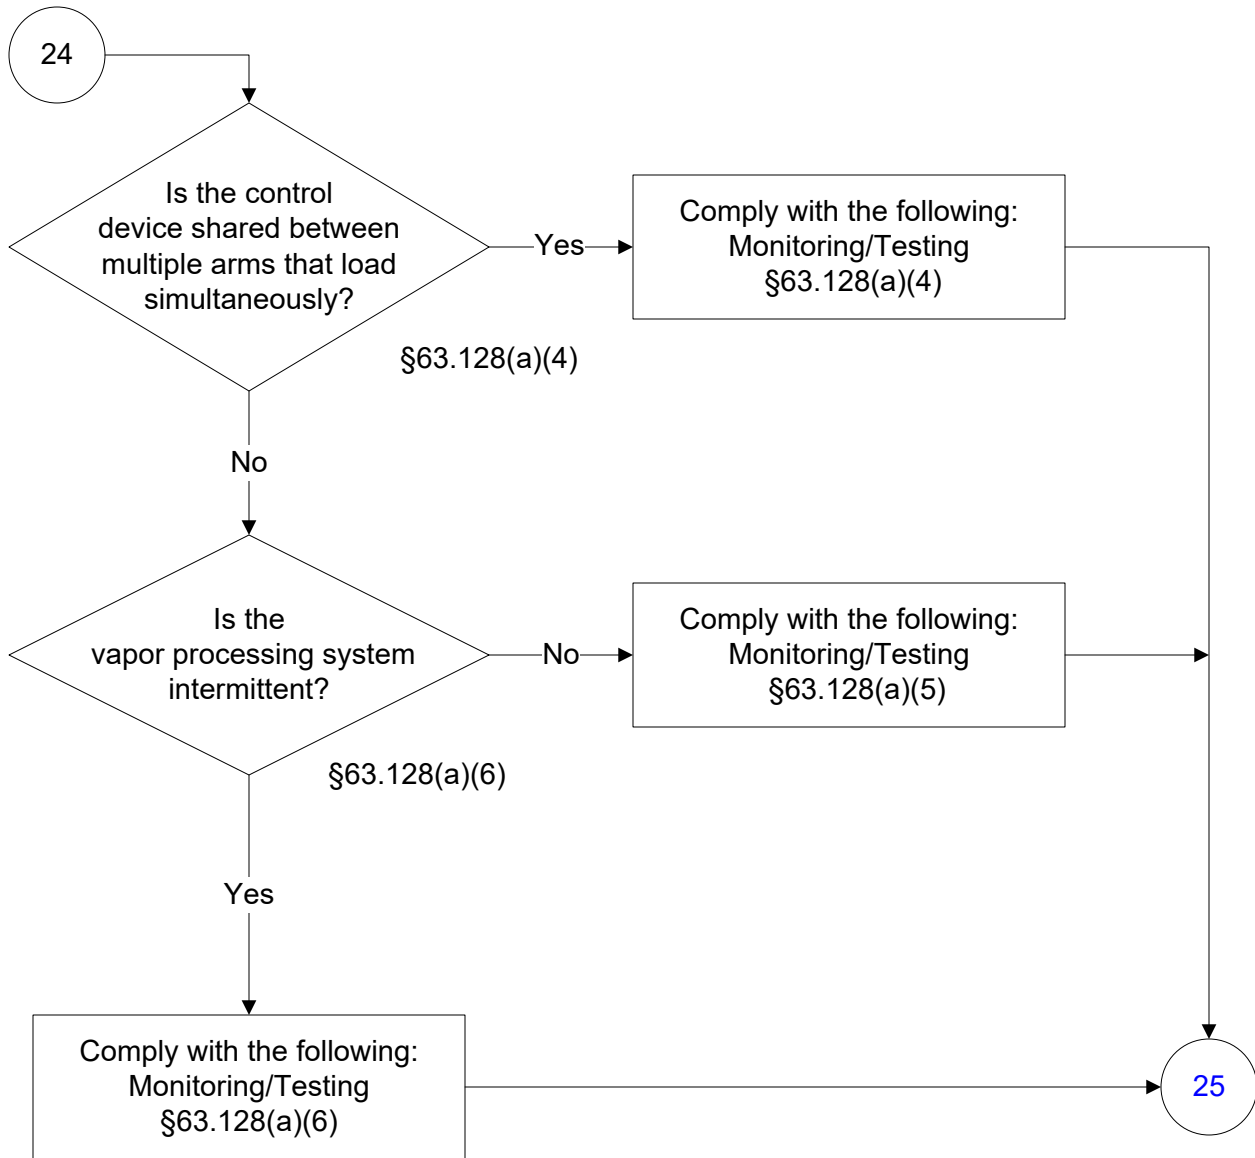 24
Is the control
device shared between
multiple arms that load
simultaneously?
Yes
Comply with the following:
Monitoring/Testing
§63.128(a)(4)
§63.128(a)(4)
No
Is the
vapor processing system
intermittent?
No
Comply with the following:
Monitoring/Testing
§63.128(a)(5)
§63.128(a)(6)
Yes
Comply with the following:
Monitoring/Testing
§63.128(a)(6)
25